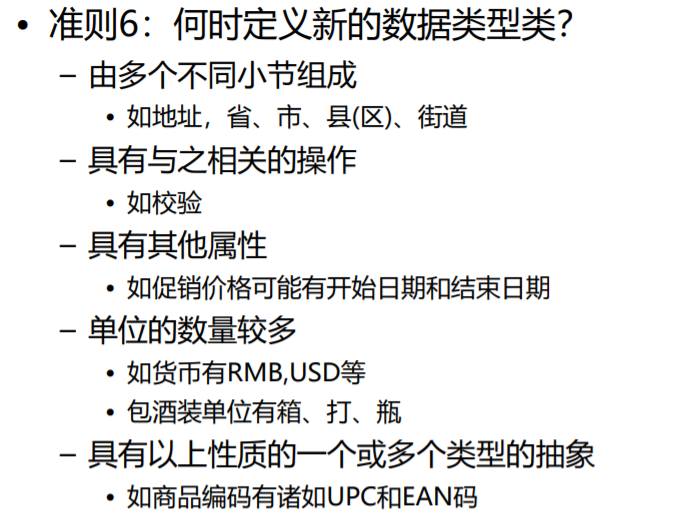 • 准则6：何时定义新的数据类型类？
– 由多个不同小节组成
• 如地址，省、市、县(区)、街道
– 具有与之相关的操作
• 如校验
– 具有其他属性
• 如促销价格可能有开始日期和结束日期
– 单位的数量较多
• 如货币有RMB,USD等
• 包酒装单位有箱、打、瓶
– 具有以上性质的一个或多个类型的抽象
• 如商品编码有诸如UPC和EAN码